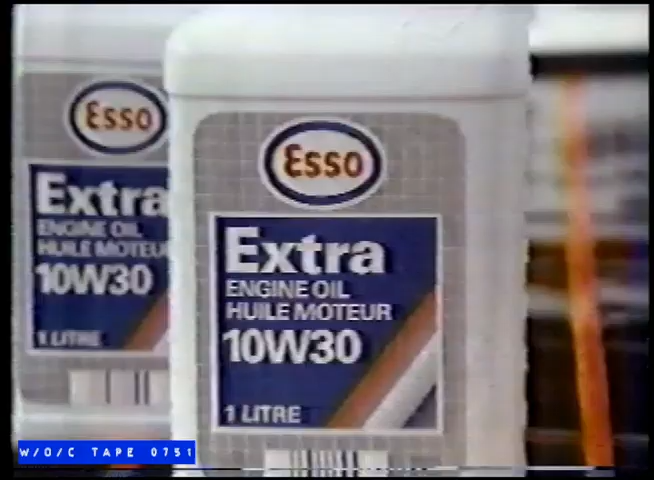 Esso
Extra
ENGINE OIL
HUILE MOTEUR
10W30
1 LITRE
Esso
Extra
ENGINE OIL
HUILE MOTEUR
10W30
1 LITRE
W/O/C TAPE 0751